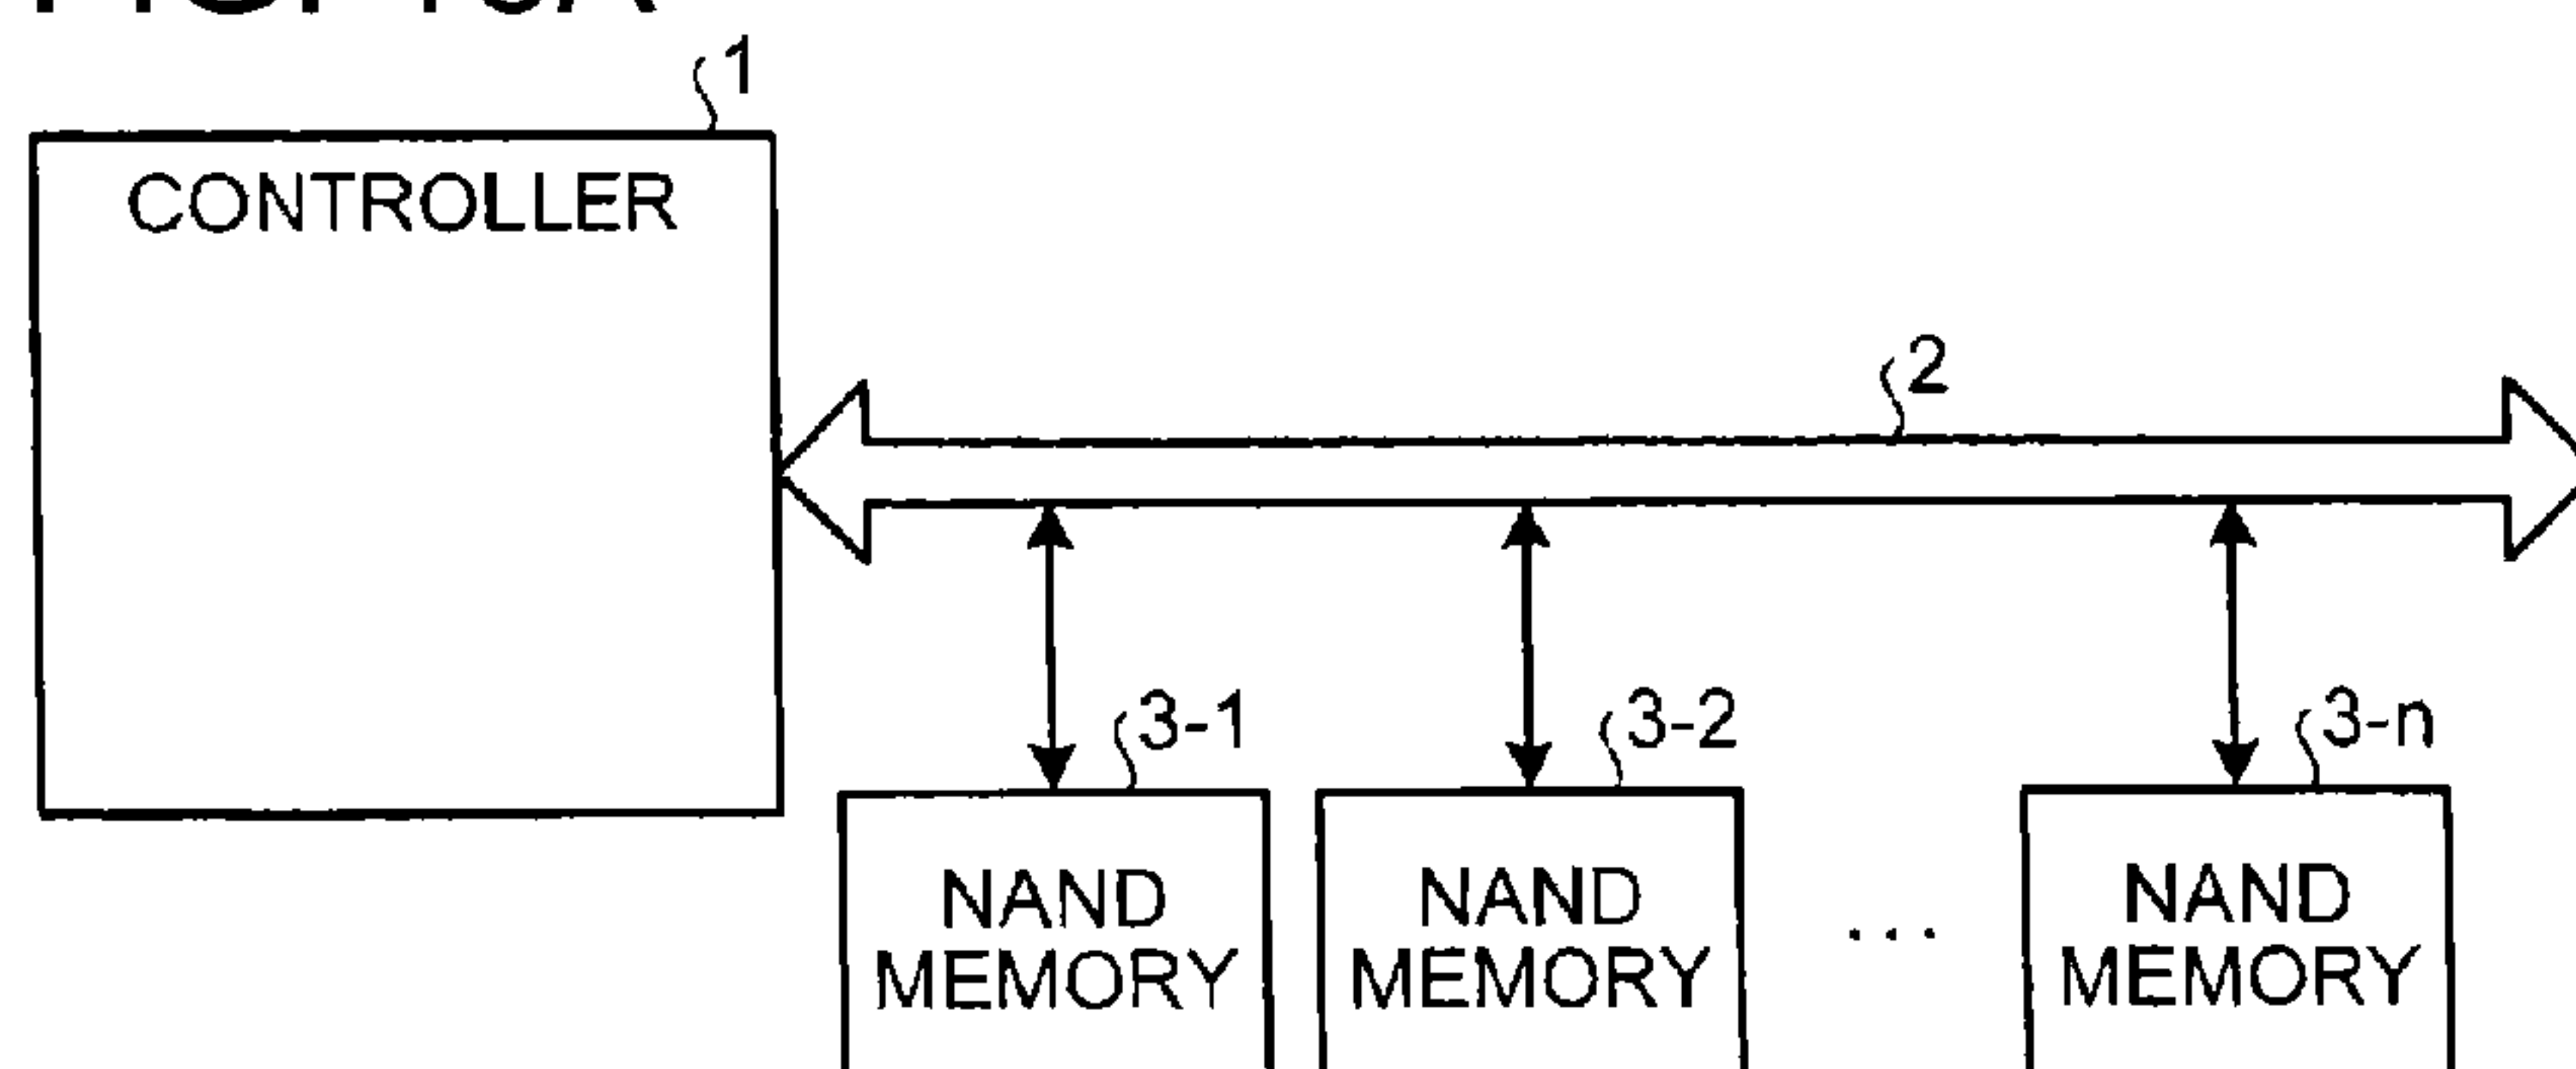 1
CONTROLLER
2
3-1
3-2
3-n
NAND
MEMORY
NAND
MEMORY
...
NAND
MEMORY